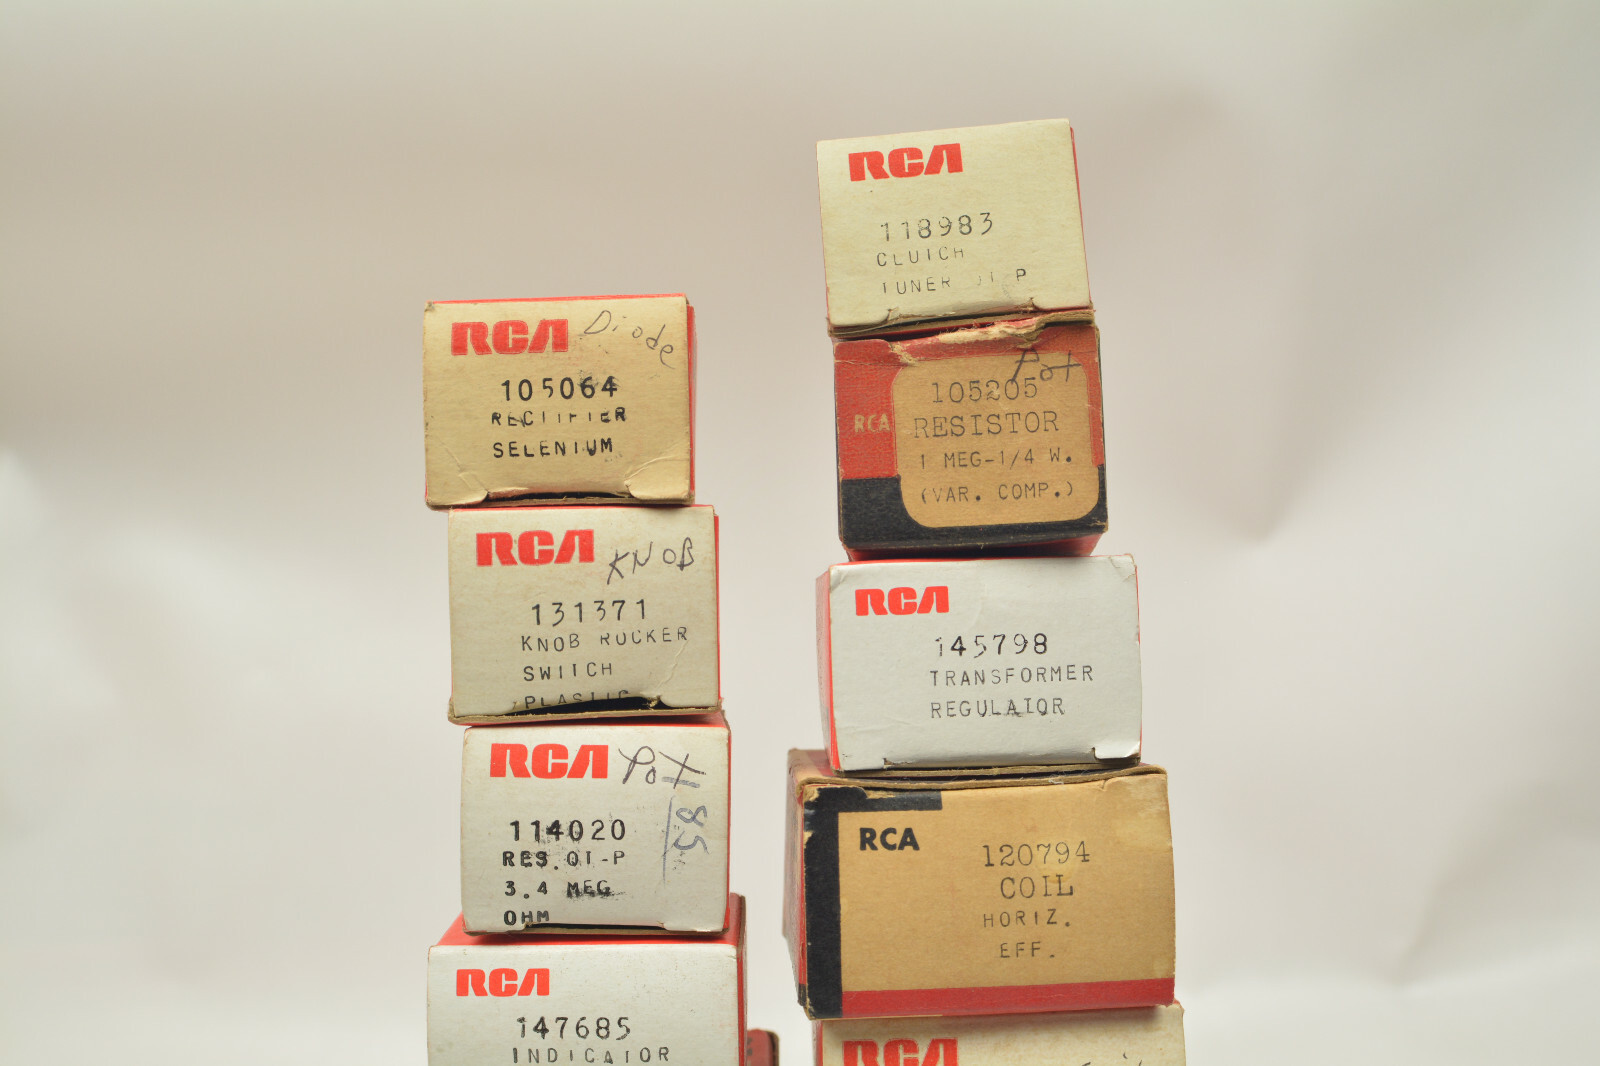 RCA Diode
105064
RECTIFIER
SELENIUM
RCA KNOB
131371
KNOB ROCKER
SWITCH
PLASTIC
RCA Pot
85
114020
RES. QT-P
3.4 MEG
OHM
RCA
147685
INDICATOR
RCA
118983
CLUTCH
TUNER P
Pot
105205
RCA RESISTOR
1 MEG-1/4 W.
(VAR. COMP.)
RCA
145798
TRANSFORMER
REGULATOR
RCA
120794
COIL
HORIZ.
EFF.
RCA